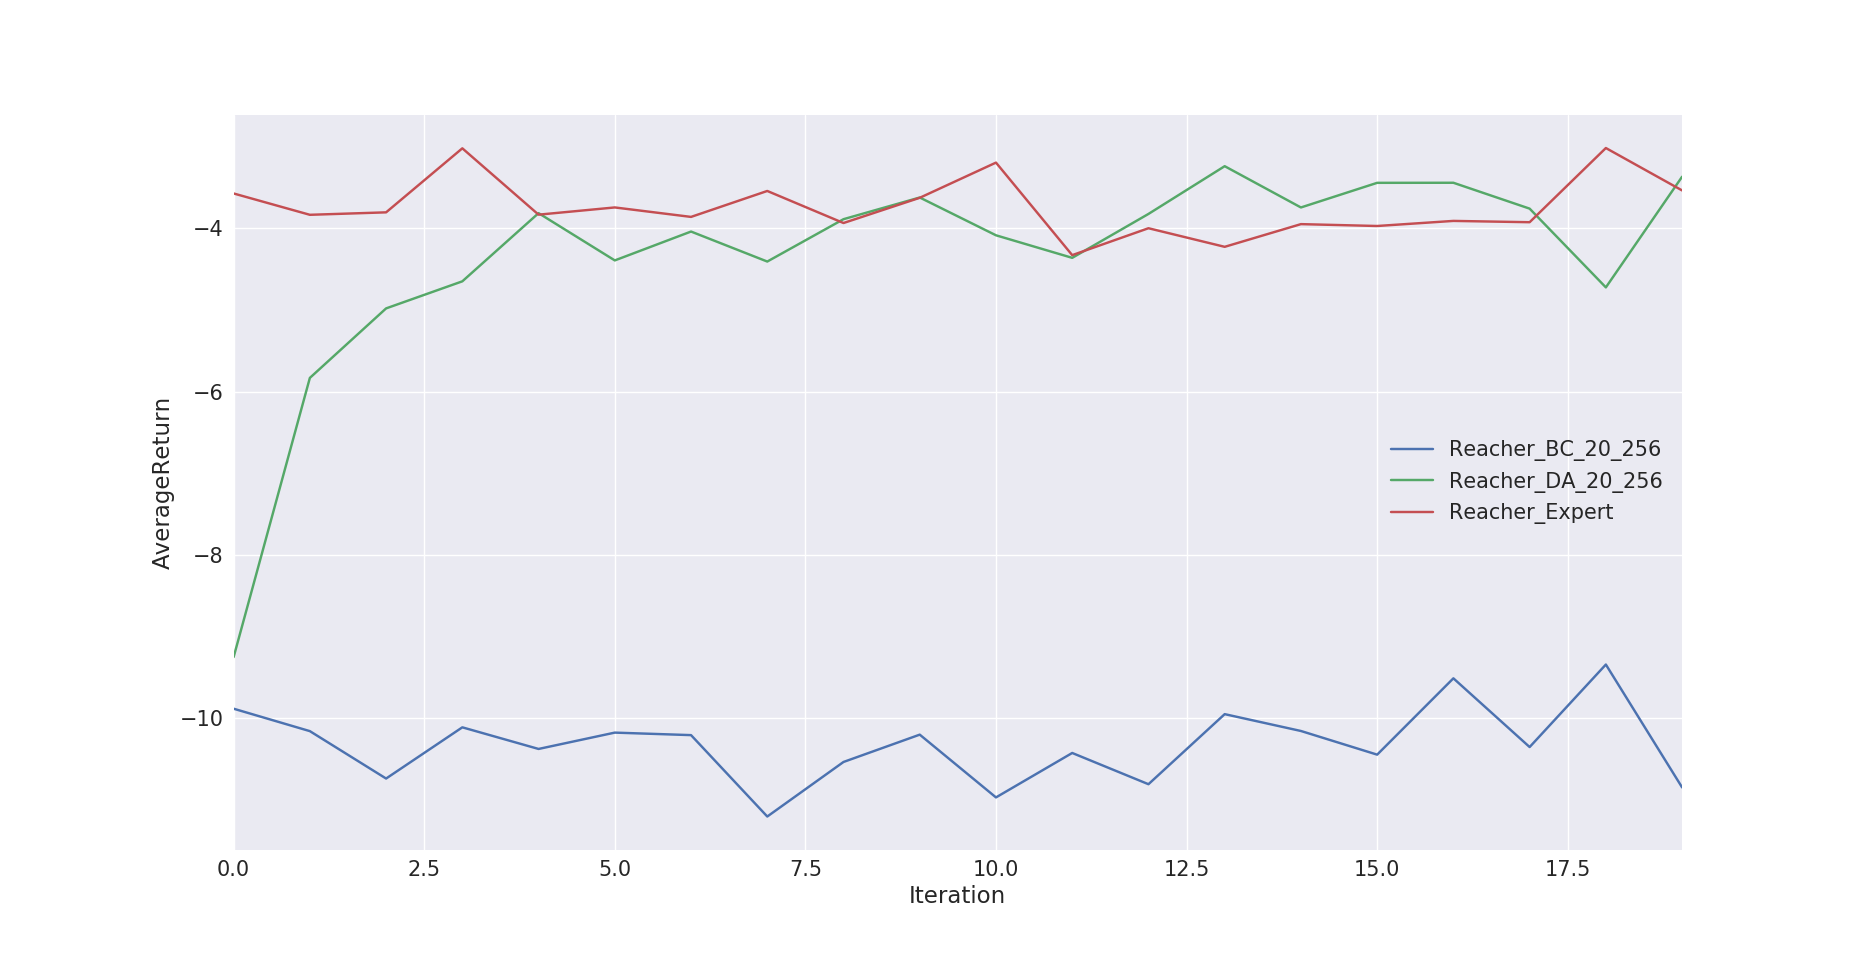 −4
−6
−8
−10
AverageReturn
Reacher_BC_20_256
Reacher_DA_20_256
Reacher_Expert
0.0 2.5 5.0 7.5 10.0 12.5 15.0 17.5
Iteration